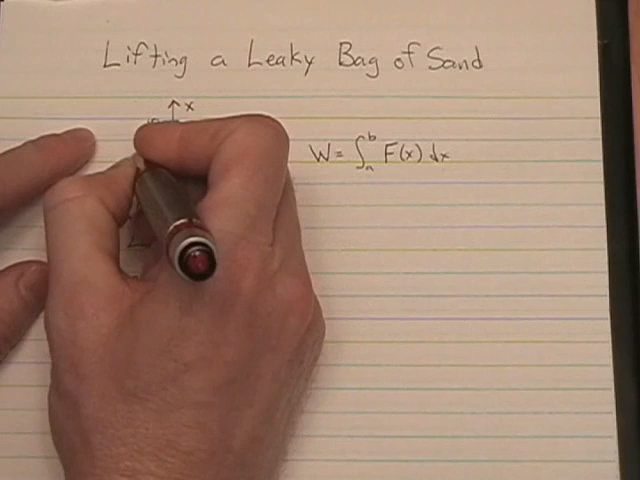 Lifting a Leaky Bag of Sand
x
W = ∫ₐᵇ F(x) dx